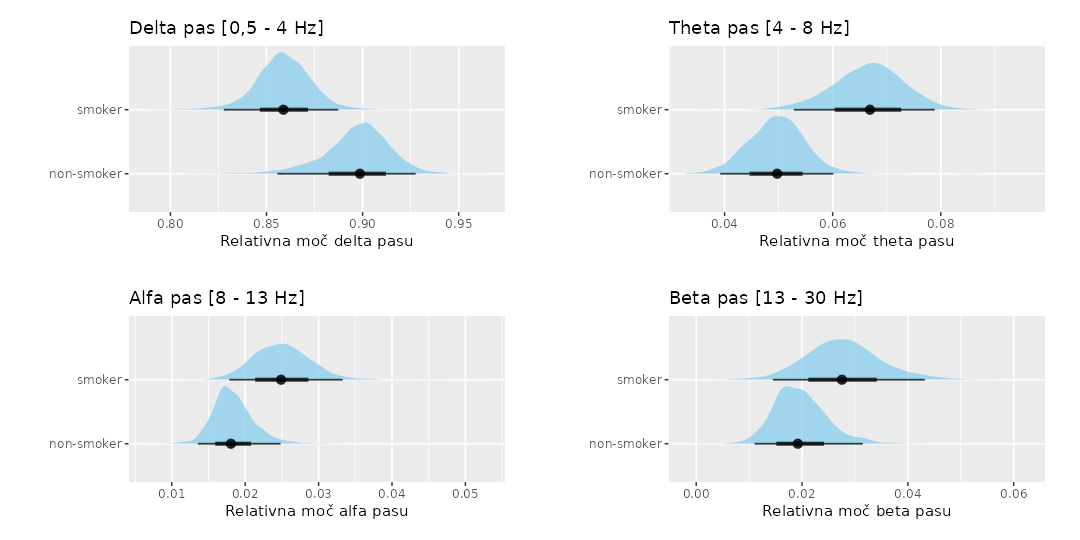 Delta pas [0,5 - 4 Hz]
smoker
non-smoker
0.80 0.85 0.90 0.95
Relativna moč delta pasu
Theta pas [4 - 8 Hz]
smoker
non-smoker
0.04 0.06 0.08
Relativna moč theta pasu
Alfa pas [8 - 13 Hz]
smoker
non-smoker
0.01 0.02 0.03 0.04 0.05
Relativna moč alfa pasu
Beta pas [13 - 30 Hz]
smoker
non-smoker
0.00 0.02 0.04 0.06
Relativna moč beta pasu